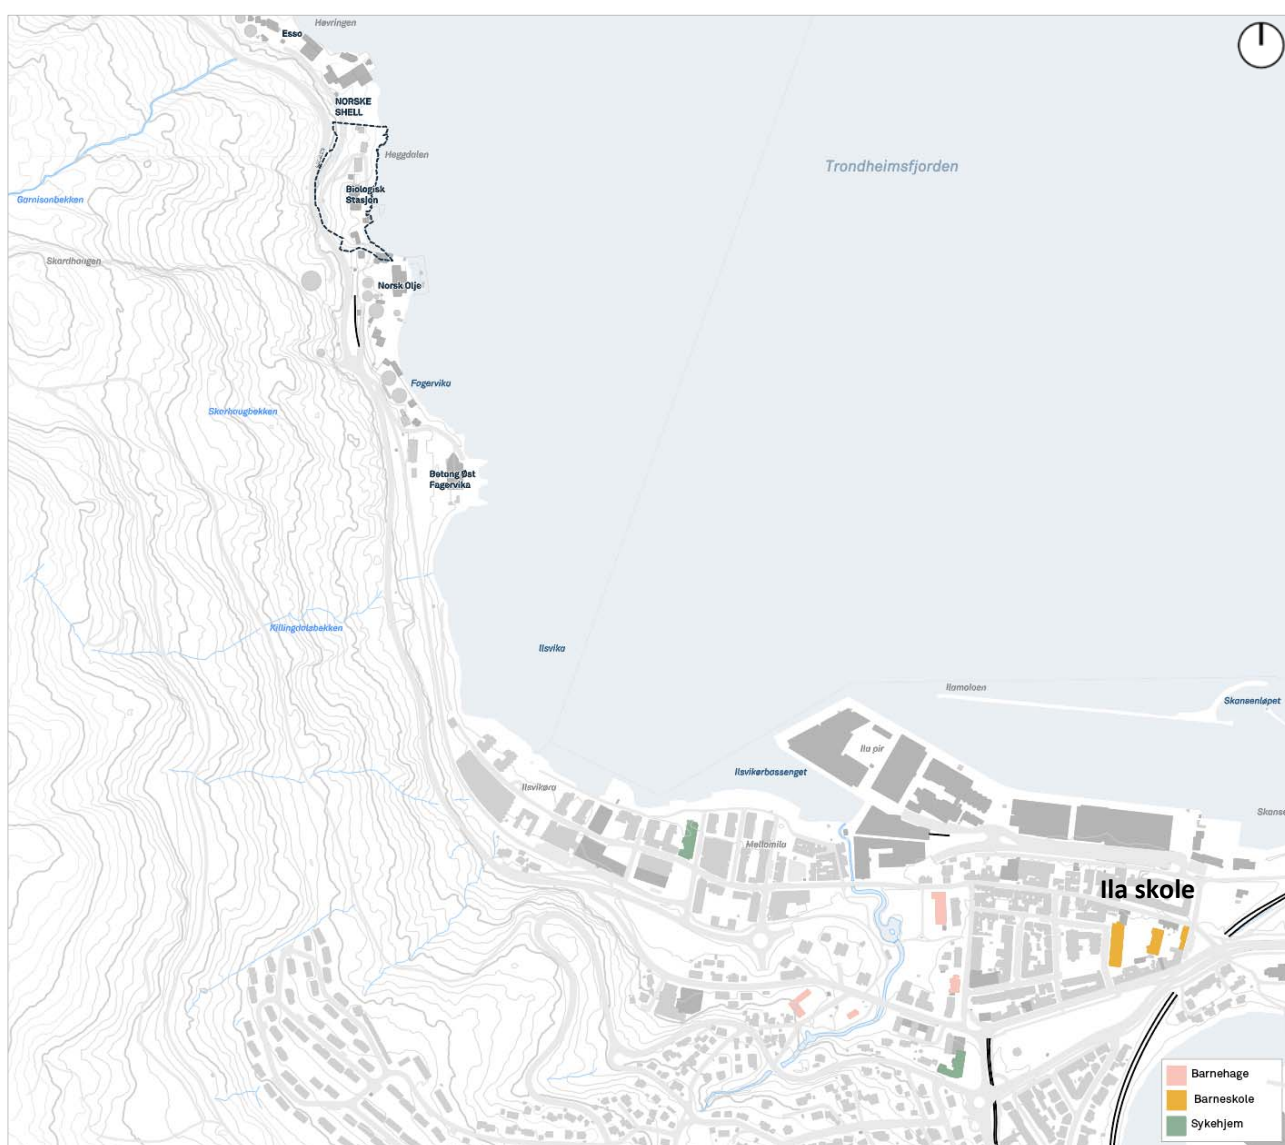 Høvringen
Esso
NORSKE
SHELL
Heggdalen
Trondheimsfjorden
Biologisk
Stasjon
Garnisonbekken
Skardhaugen
Norsk Olje
Fagervika
Skarhaugbekken
Betong Øst
Fagervika
Killingdalsbekken
Ilsvika
Ilamoloen
Skansenløpet
Ila pir
Ilsvikørbassenget
Ilsvikøra
Skanse
Mellomila
Ila skole
Barnehage
Barneskole
Sykehjem